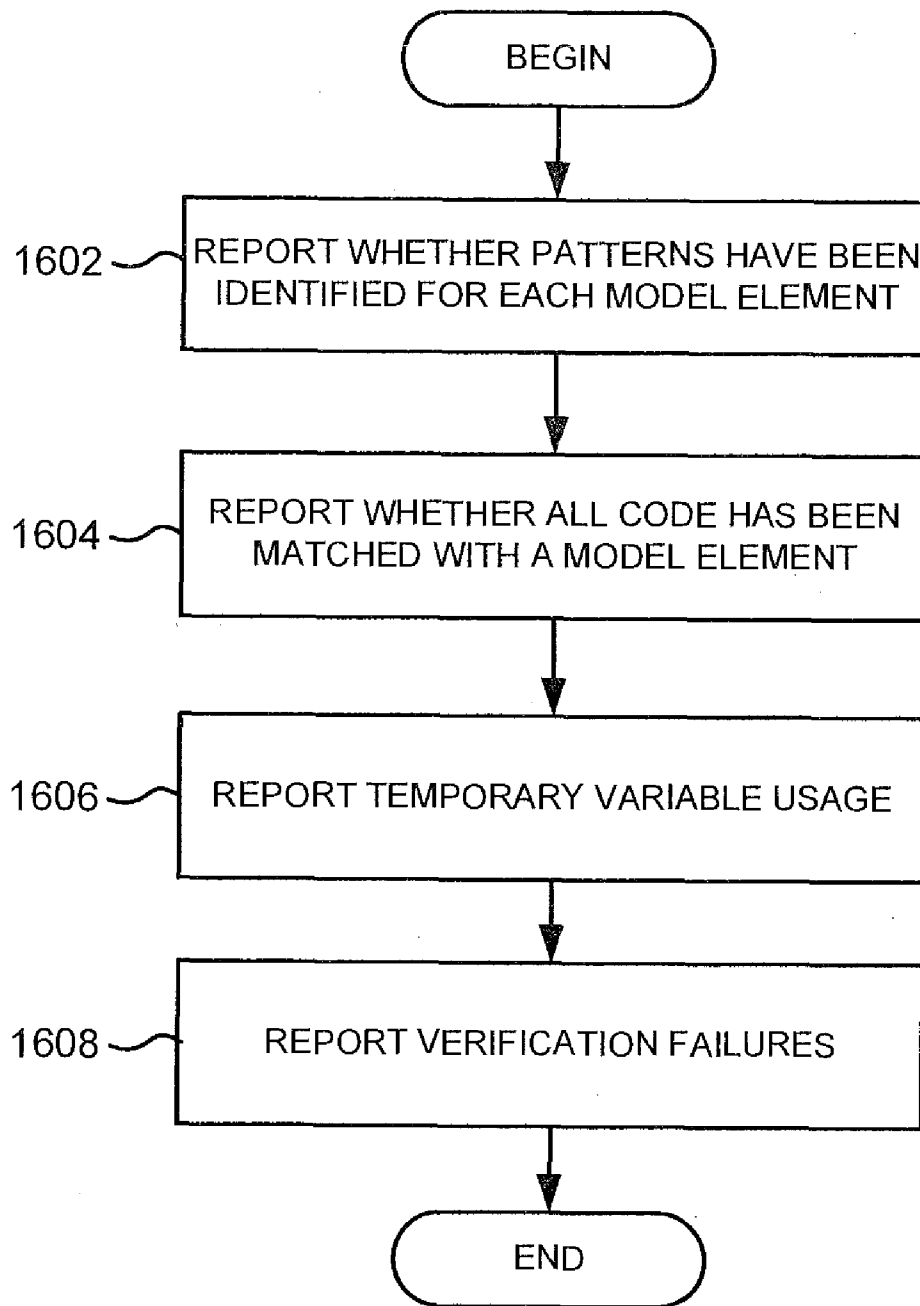 BEGIN
1602
REPORT WHETHER PATTERNS HAVE BEEN
IDENTIFIED FOR EACH MODEL ELEMENT
1604
REPORT WHETHER ALL CODE HAS BEEN
MATCHED WITH A MODEL ELEMENT
1606
REPORT TEMPORARY VARIABLE USAGE
1608
REPORT VERIFICATION FAILURES
END